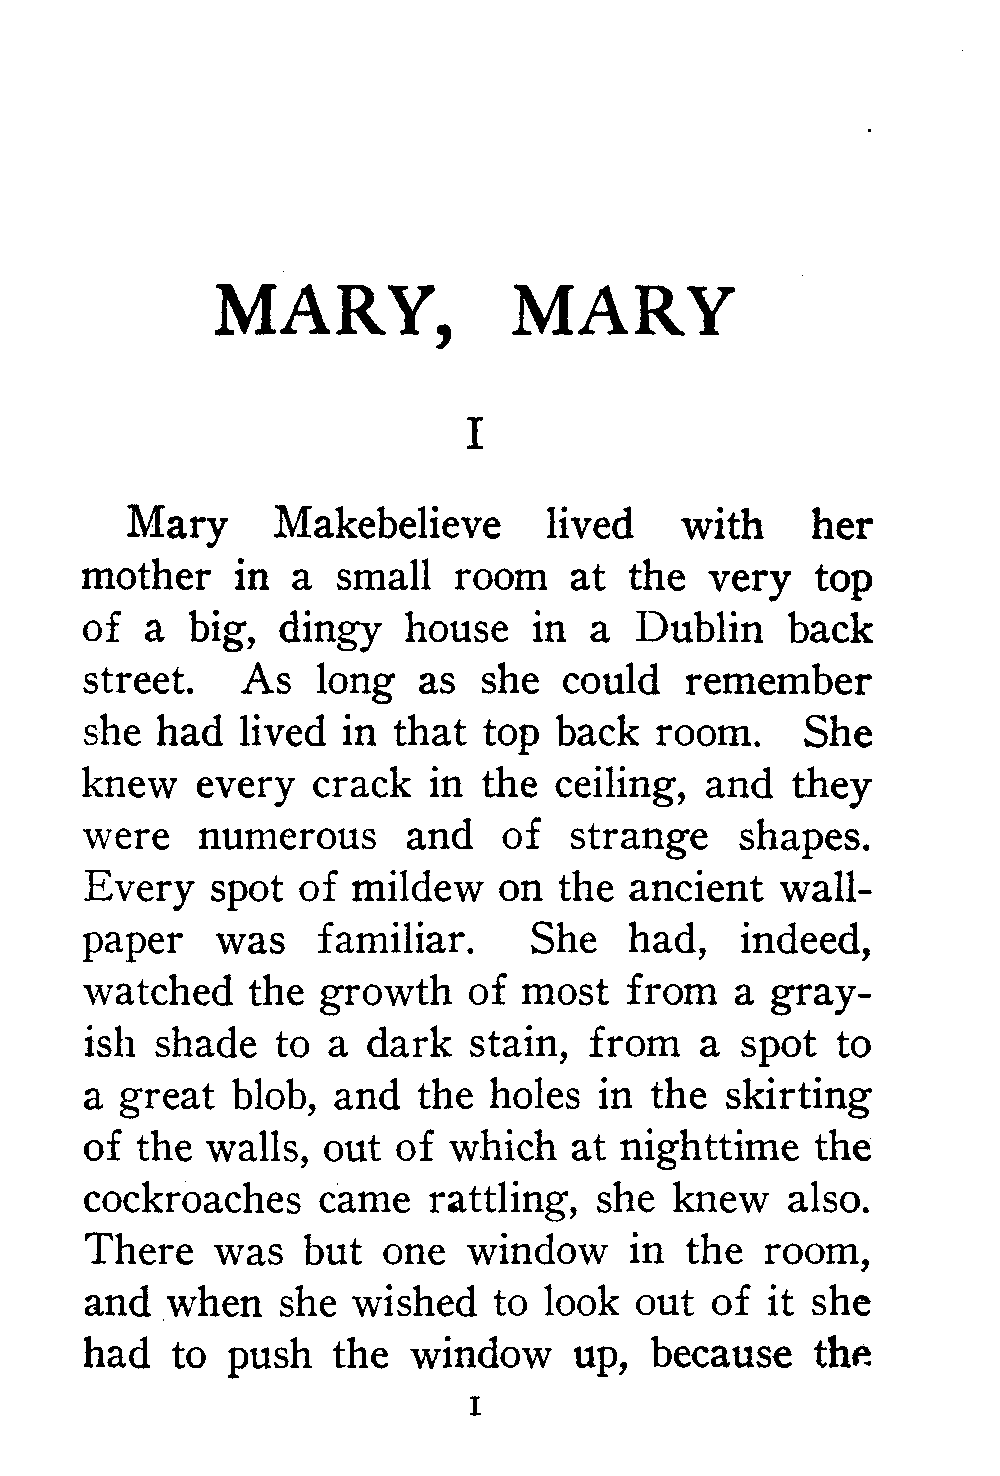 MARY, MARY
I
Mary Makebelieve lived with her
mother in a small room at the very top
of a big, dingy house in a Dublin back
street. As long as she could remember
she had lived in that top back room. She
knew every crack in the ceiling, and they
were numerous and of strange shapes.
Every spot of mildew on the ancient wall-
paper was familiar. She had, indeed,
watched the growth of most from a gray-
ish shade to a dark stain, from a spot to
a great blob, and the holes in the skirting
of the walls, out of which at nighttime the
cockroaches came rattling, she knew also.
There was but one window in the room,
and when she wished to look out of it she
had to push the window up, because the
1